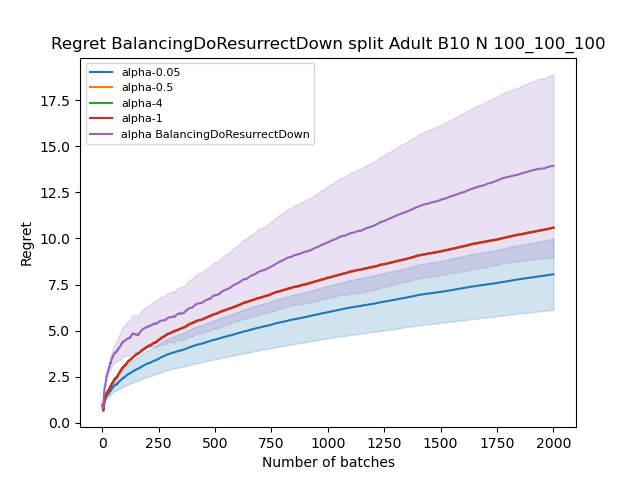 Regret BalancingDoResurrectDown split Adult B10 N 100_100_100
alpha-0.05
alpha-0.5
alpha-4
alpha-1
alpha BalancingDoResurrectDown
17.5
15.0
12.5
10.0
7.5
5.0
2.5
0.0
Regret
0 250 500 750 1000 1250 1500 1750 2000
Number of batches